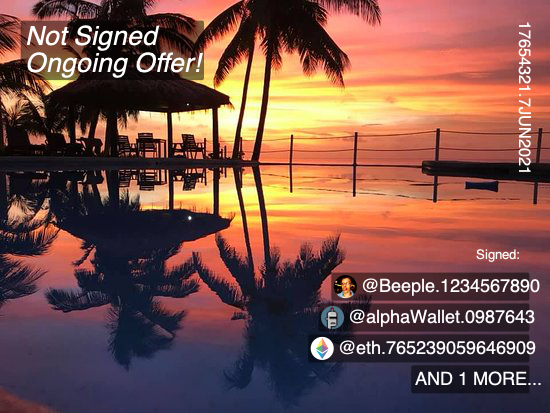 Not Signed
Ongoing Offer!
17654321.7JUN2021
Signed:
@Beeple.1234567890
@alphaWallet.0987643
@eth.765239059646909
AND 1 MORE...